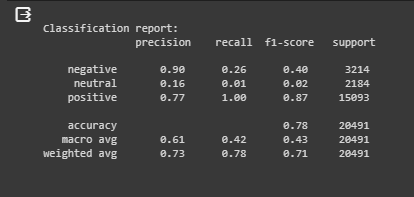 Classification report:
precision recall f1-score support
negative 0.90 0.26 0.40 3214
neutral 0.16 0.01 0.02 2184
positive 0.77 1.00 0.87 15093
accuracy 0.78 20491
macro avg 0.61 0.42 0.43 20491
weighted avg 0.73 0.78 0.71 20491